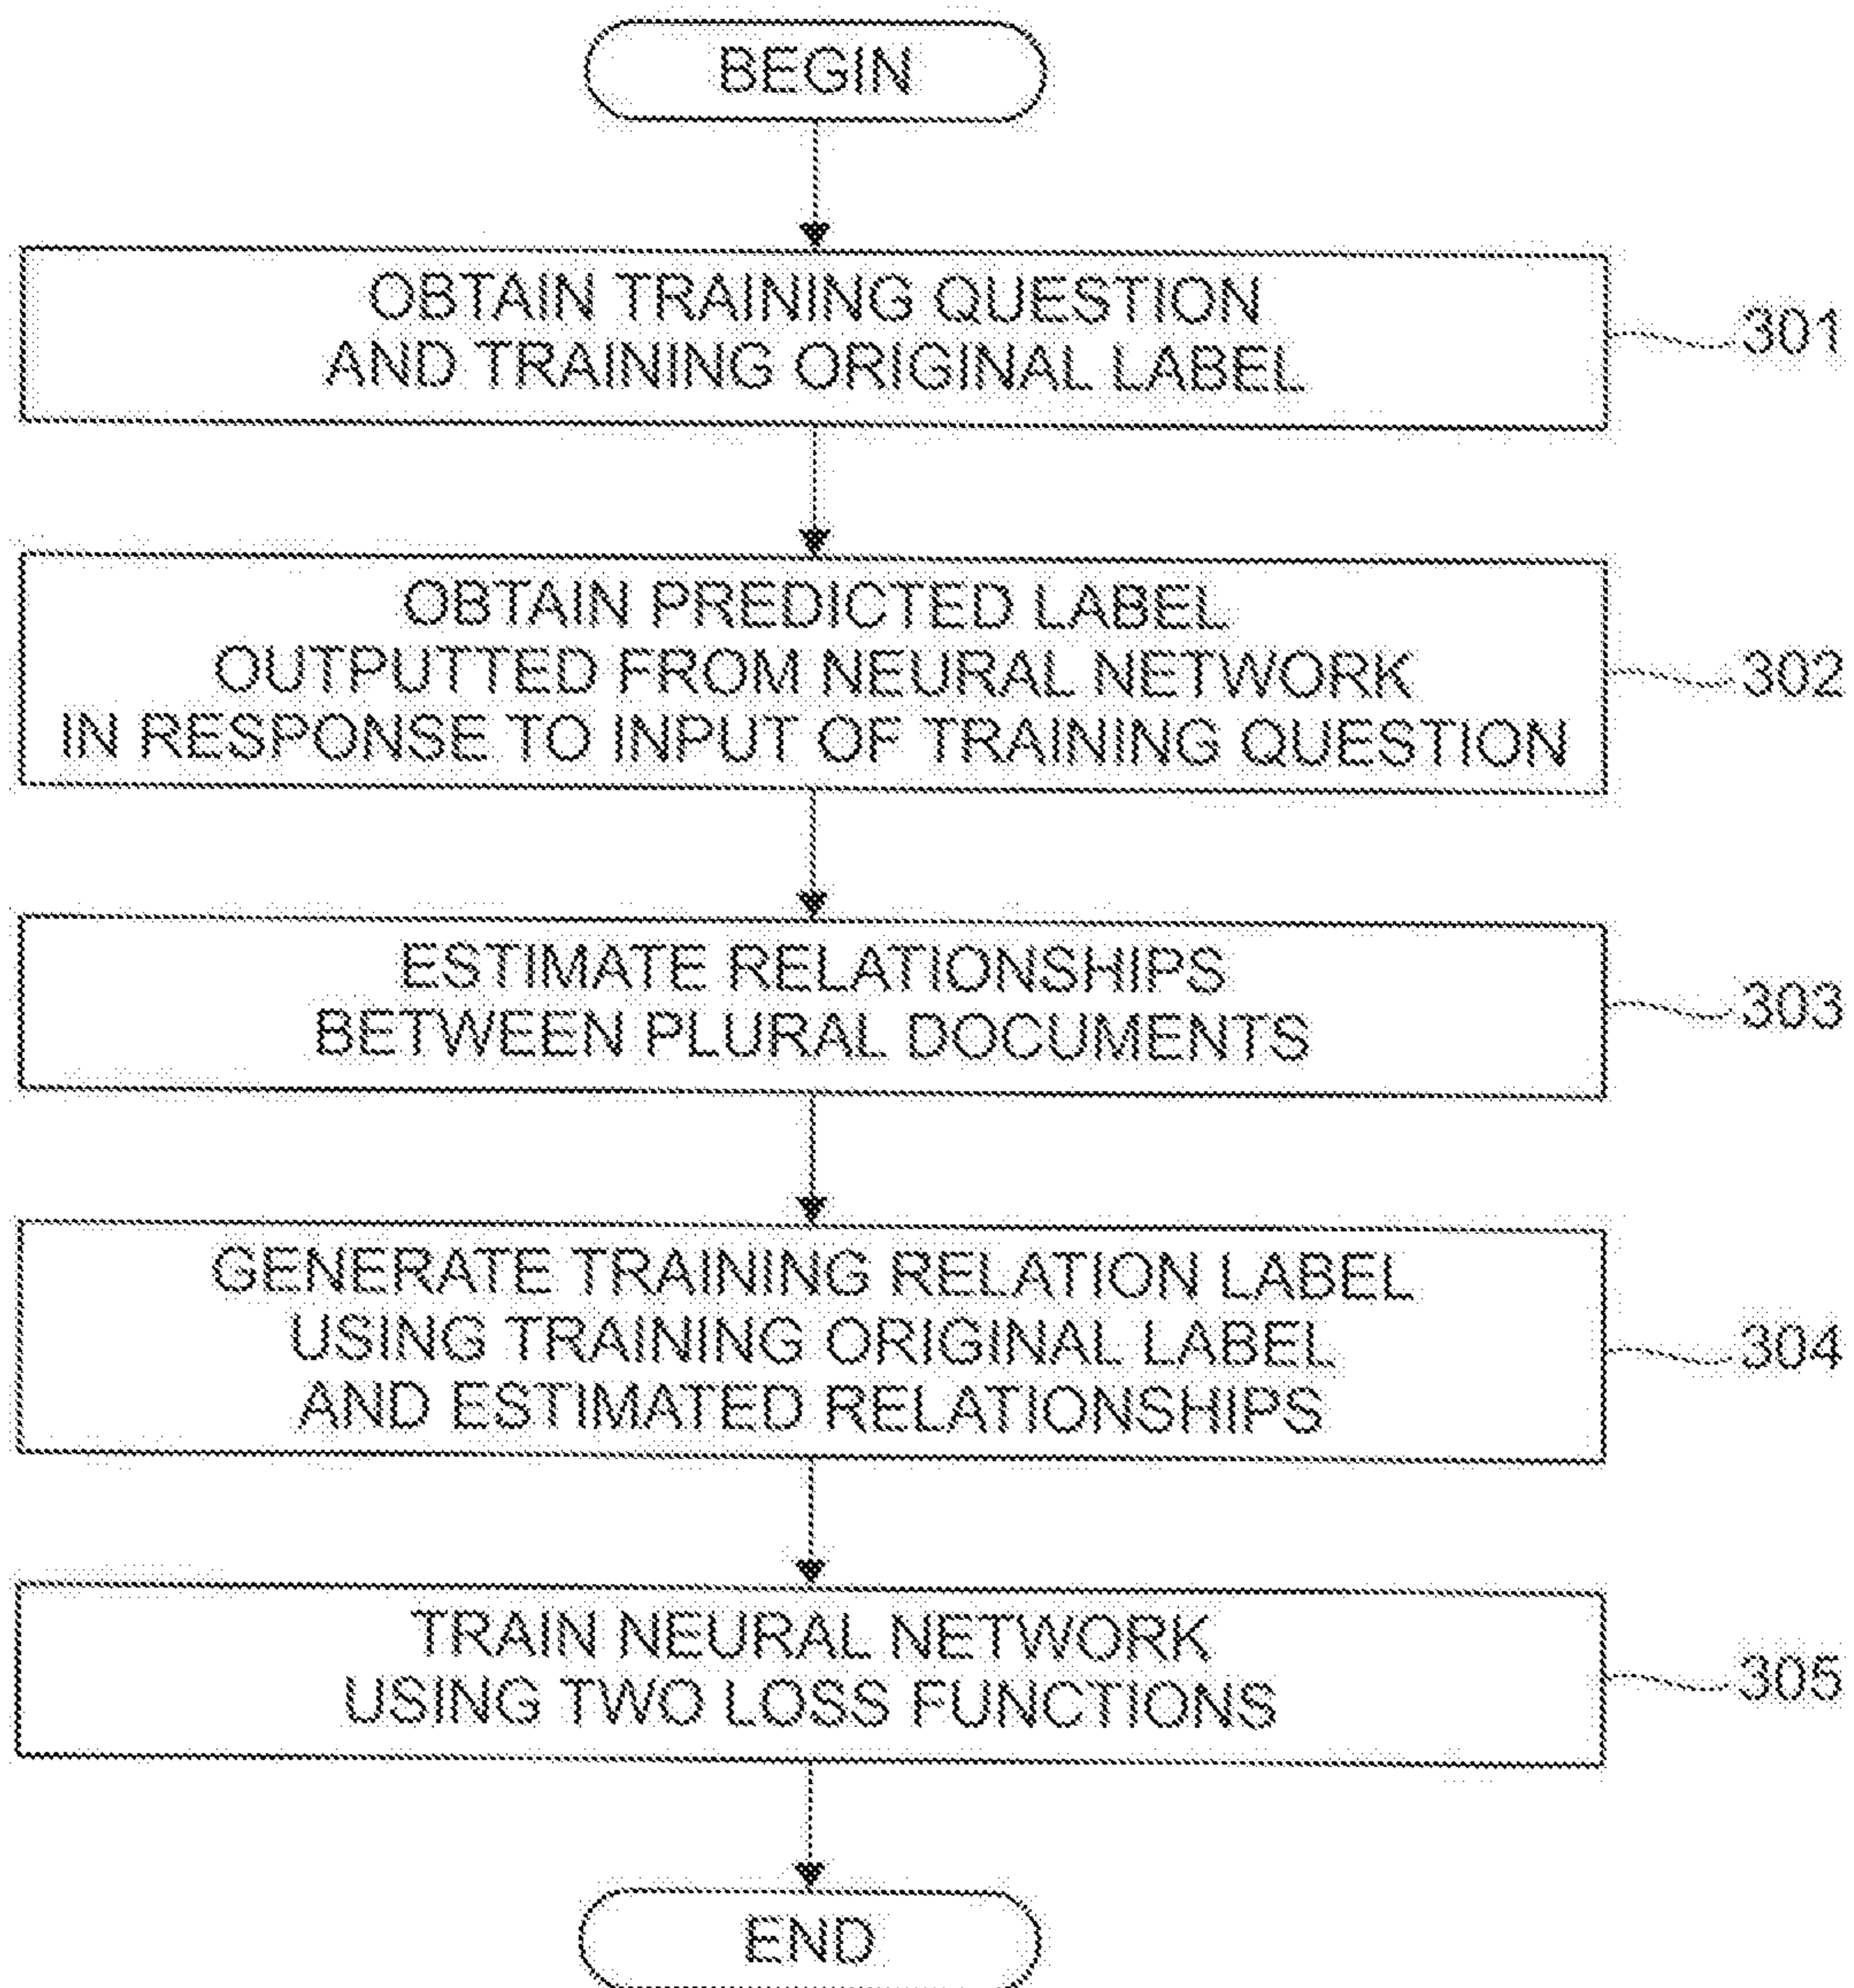 BEGIN
OBTAIN TRAINING QUESTION
AND TRAINING ORIGINAL LABEL
301
OBTAIN PREDICTED LABEL
OUTPUTTED FROM NEURAL NETWORK
IN RESPONSE TO INPUT OF TRAINING QUESTION
302
ESTIMATE RELATIONSHIPS
BETWEEN PLURAL DOCUMENTS
303
GENERATE TRAINING RELATION LABEL
USING TRAINING ORIGINAL LABEL
AND ESTIMATED RELATIONSHIPS
304
TRAIN NEURAL NETWORK
USING TWO LOSS FUNCTIONS
305
END